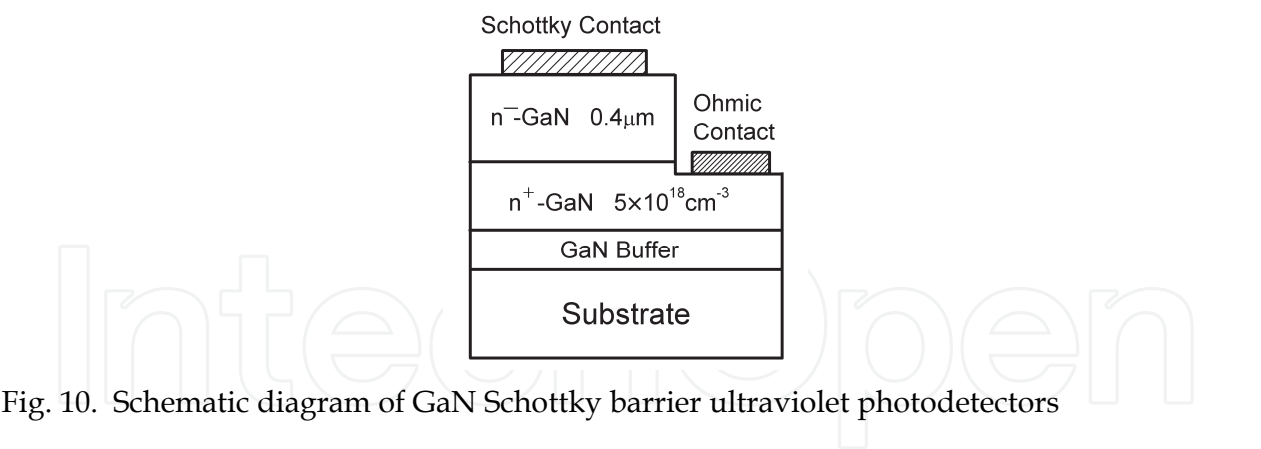 Schottky Contact
n⁻-GaN 0.4μm
Ohmic
Contact
n⁺-GaN 5×10¹⁸cm⁻³
GaN Buffer
Substrate
IntechOpen
Fig. 10. Schematic diagram of GaN Schottky barrier ultraviolet photodetectors